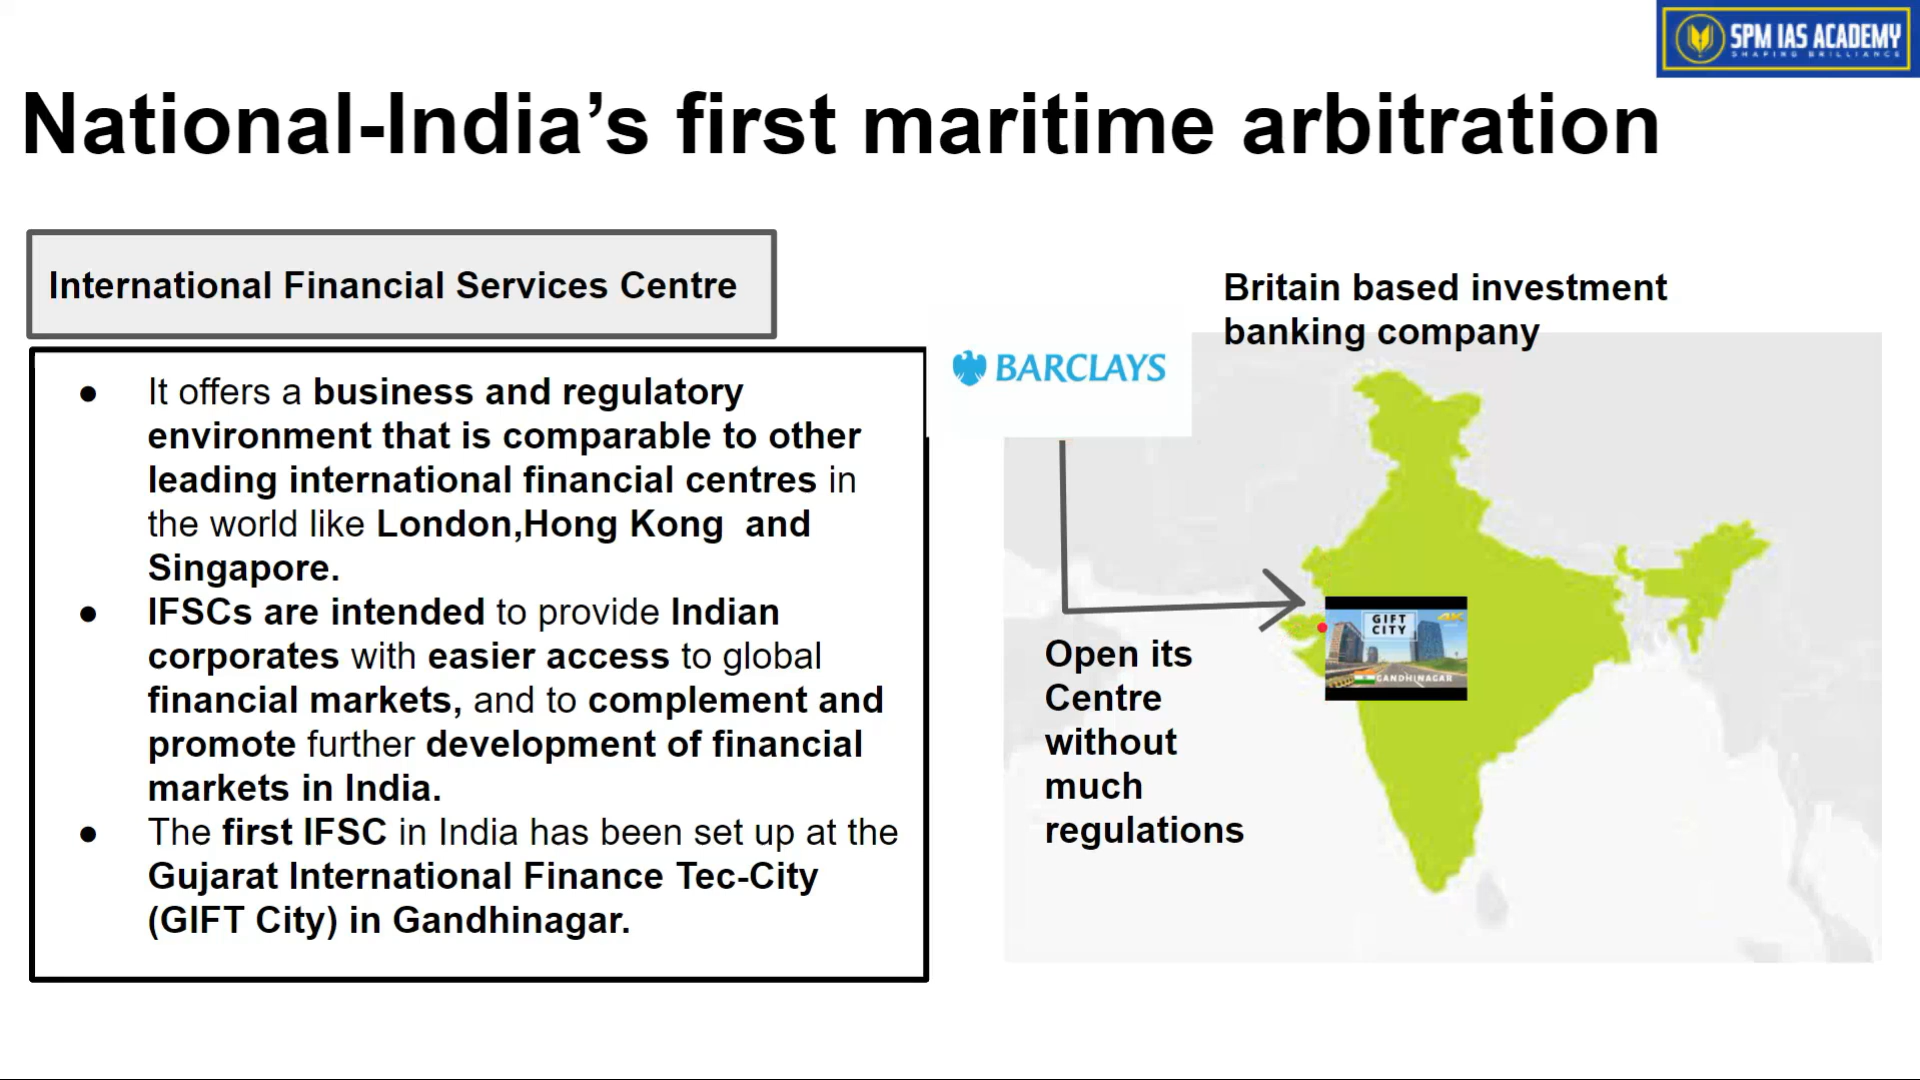 SPM IAS ACADEMY
SHAPING BRILLIANCE
National-India’s first maritime arbitration
International Financial Services Centre
Britain based investment
banking company
BARCLAYS
● It offers a business and regulatory
environment that is comparable to other
leading international financial centres in
the world like London,Hong Kong and
Singapore.
● IFSCs are intended to provide Indian
corporates with easier access to global
financial markets, and to complement and
promote further development of financial
markets in India.
● The first IFSC in India has been set up at the
Gujarat International Finance Tec-City
(GIFT City) in Gandhinagar.
GIFT
CITY
4K
GANDHINAGAR
Open its
Centre
without
much
regulations